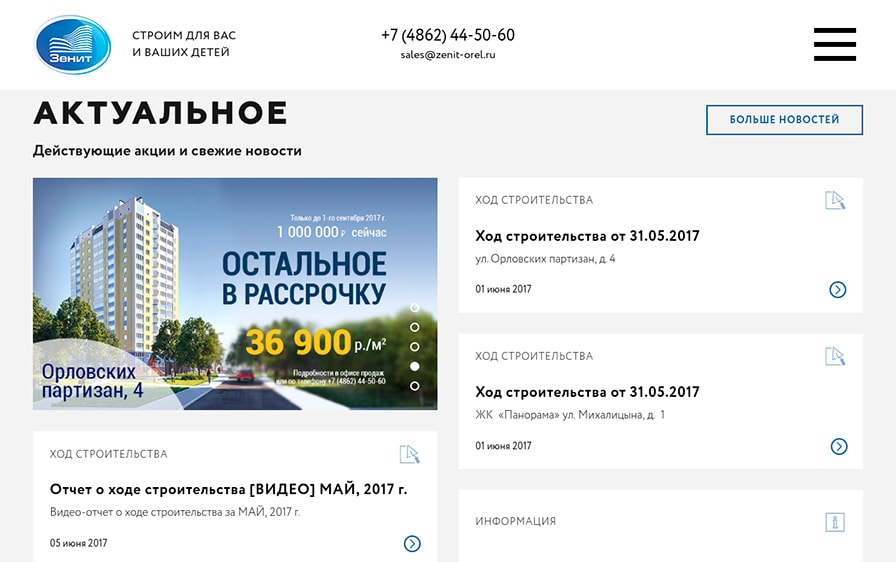 Зенит
СТРОИМ ДЛЯ ВАС
И ВАШИХ ДЕТЕЙ
+7 (4862) 44-50-60
sales@zenit-orel.ru
АКТУАЛЬНОЕ
БОЛЬШЕ НОВОСТЕЙ
Действующие акции и свежие новости
Только до 1-го сентября 2017 г.
1 000 000 ₽ сейчас
ОСТАЛЬНОЕ
В РАССРОЧКУ
36 900 р./м²
Подробности в офисе продаж
или по телефону +7 (4862) 44-50-60
Орловских
партизан, 4
ХОД СТРОИТЕЛЬСТВА
Ход строительства от 31.05.2017
ул. Орловских партизан, д. 4
01 июня 2017
ХОД СТРОИТЕЛЬСТВА
Ход строительства от 31.05.2017
ЖК «Панорама» ул. Михалицына, д. 1
01 июня 2017
ХОД СТРОИТЕЛЬСТВА
Отчет о ходе строительства [ВИДЕО] МАЙ, 2017 г.
Видео-отчет о ходе строительства за МАЙ, 2017 г.
05 июня 2017
ИНФОРМАЦИЯ